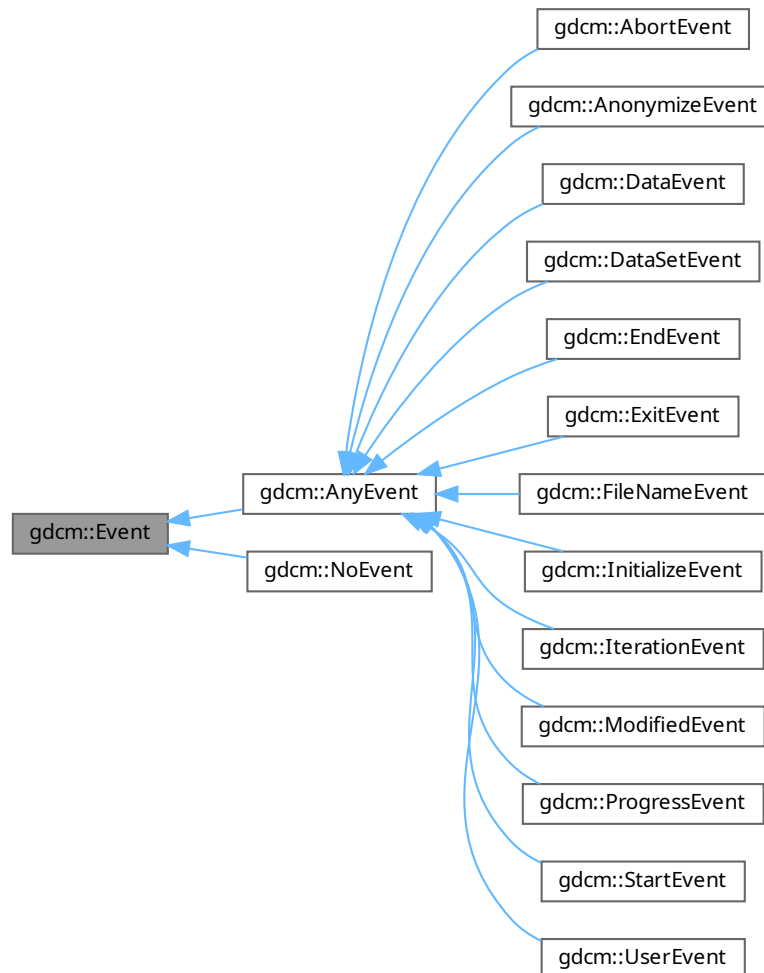 gdcm::AbortEvent
gdcm::AnonymizeEvent
gdcm::DataEvent
gdcm::DataSetEvent
gdcm::EndEvent
gdcm::ExitEvent
gdcm::AnyEvent
gdcm::FileNameEvent
gdcm::Event
gdcm::NoEvent
gdcm::InitializeEvent
gdcm::IterationEvent
gdcm::ModifiedEvent
gdcm::ProgressEvent
gdcm::StartEvent
gdcm::UserEvent